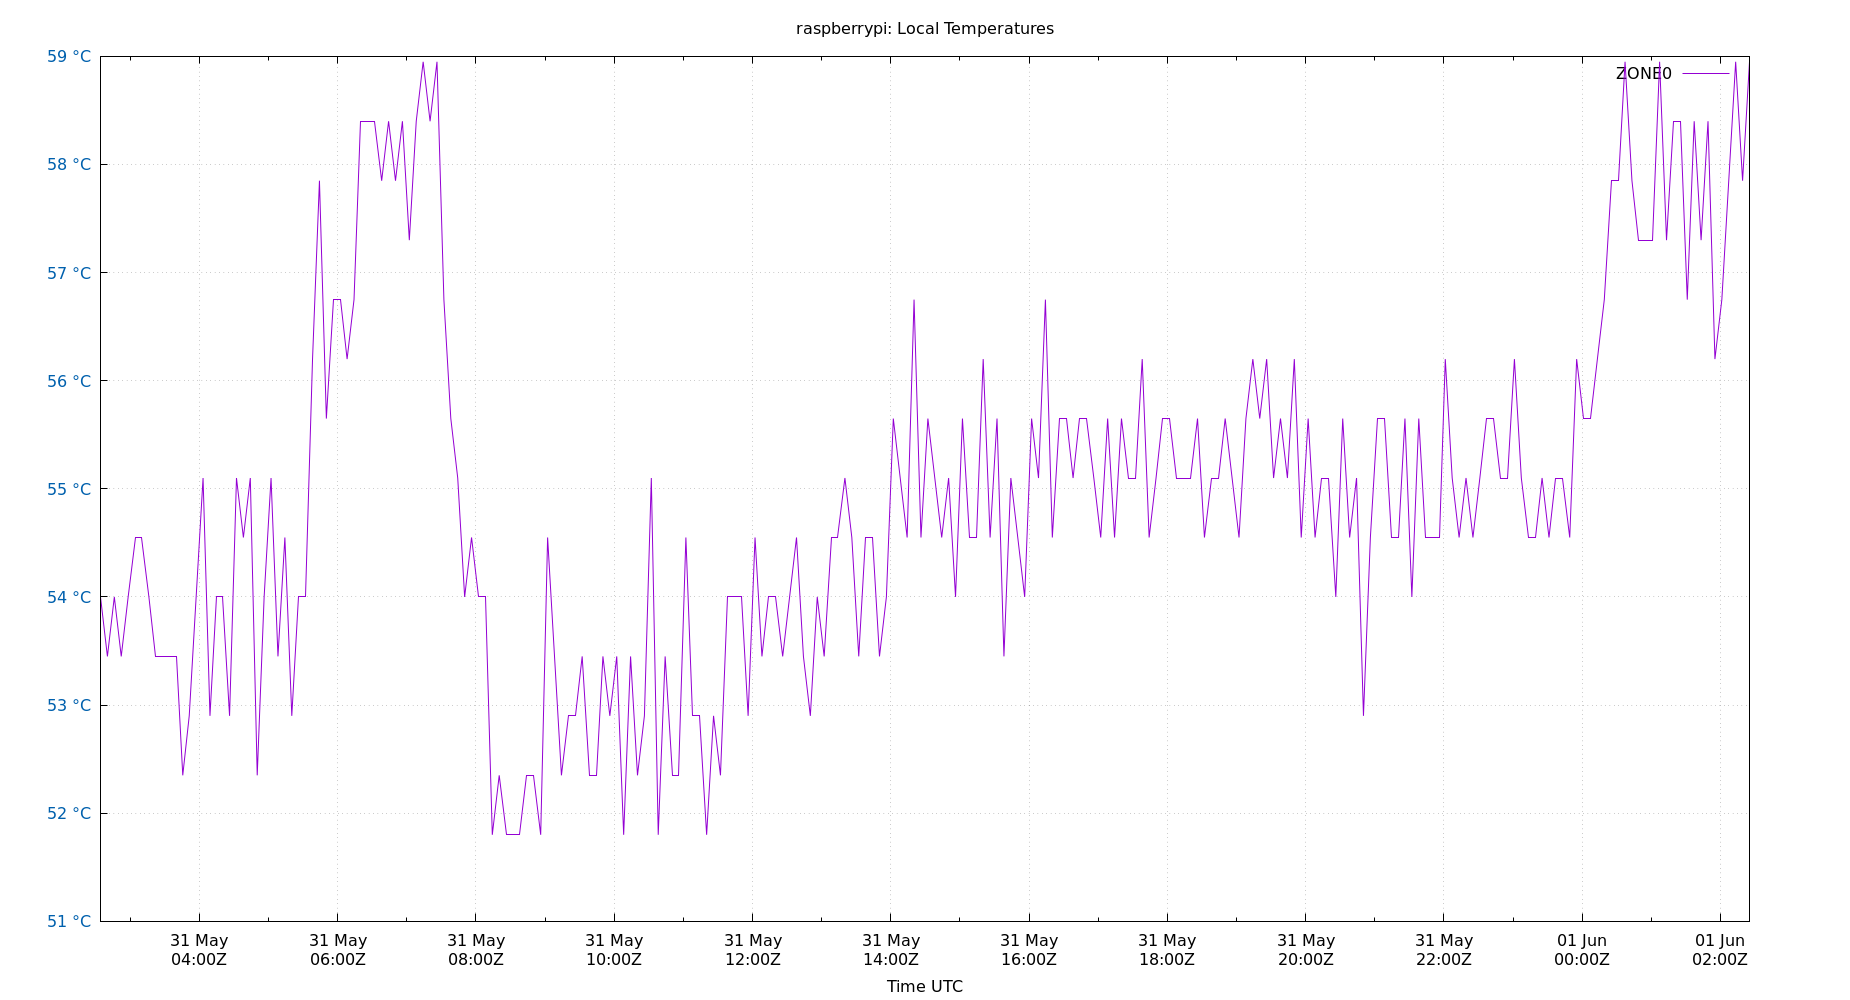 raspberrypi: Local Temperatures
59 °C
58 °C
57 °C
56 °C
55 °C
54 °C
53 °C
52 °C
51 °C
ZONE0
31 May 31 May 31 May 31 May 31 May 31 May 31 May 31 May 31 May 31 May 01 Jun 01 Jun
04:00Z 06:00Z 08:00Z 10:00Z 12:00Z 14:00Z 16:00Z 18:00Z 20:00Z 22:00Z 00:00Z 02:00Z
Time UTC